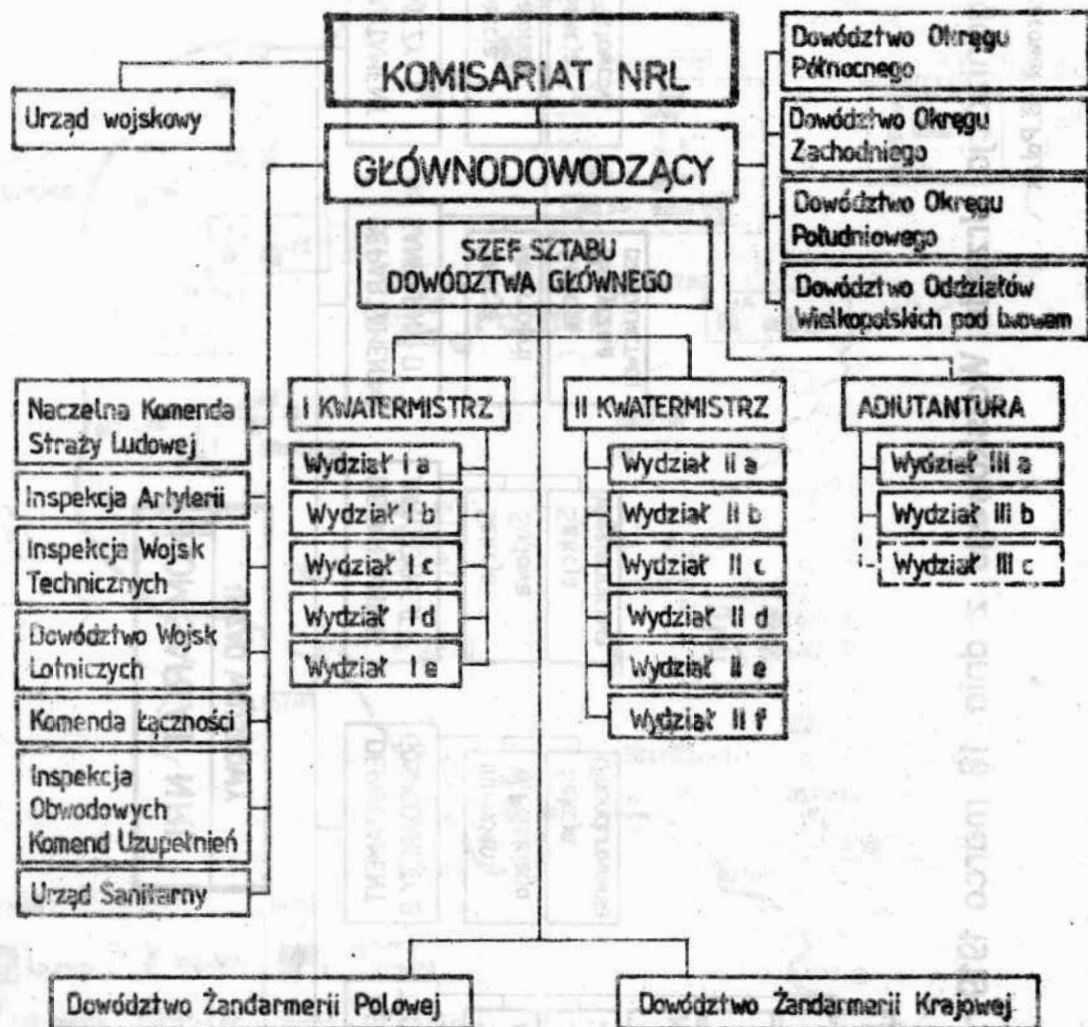 KOMISARIAT NRL
Urząd wojskowy
GŁÓWNODOWODZĄCY
SZEF SZTABU
DOWÓDZTWA GŁÓWNEGO
Dowództwo Okręgu
Północnego
Dowództwo Okręgu
Zachodniego
Dowództwo Okręgu
Południowego
Dowództwo Oddziałów
Wielkopolskich pod Lwowem
Naczelna Komenda
Straży Ludowej
Inspekcja Artylerii
Inspekcja Wojsk
Technicznych
Dowództwo Wojsk
Lotniczych
Komenda Łączności
Inspekcja
Obwodowych
Komend Uzupełnień
Urząd Sanitarny
I KWATERMISTRZ
Wydział I a
Wydział I b
Wydział I c
Wydział I d
Wydział I e
II KWATERMISTRZ
Wydział II a
Wydział II b
Wydział II c
Wydział II d
Wydział II e
Wydział II f
ADIUTANTURA
Wydział III a
Wydział III b
Wydział III c
Dowództwo Żandarmerii Polowej
Dowództwo Żandarmerii Krajowej